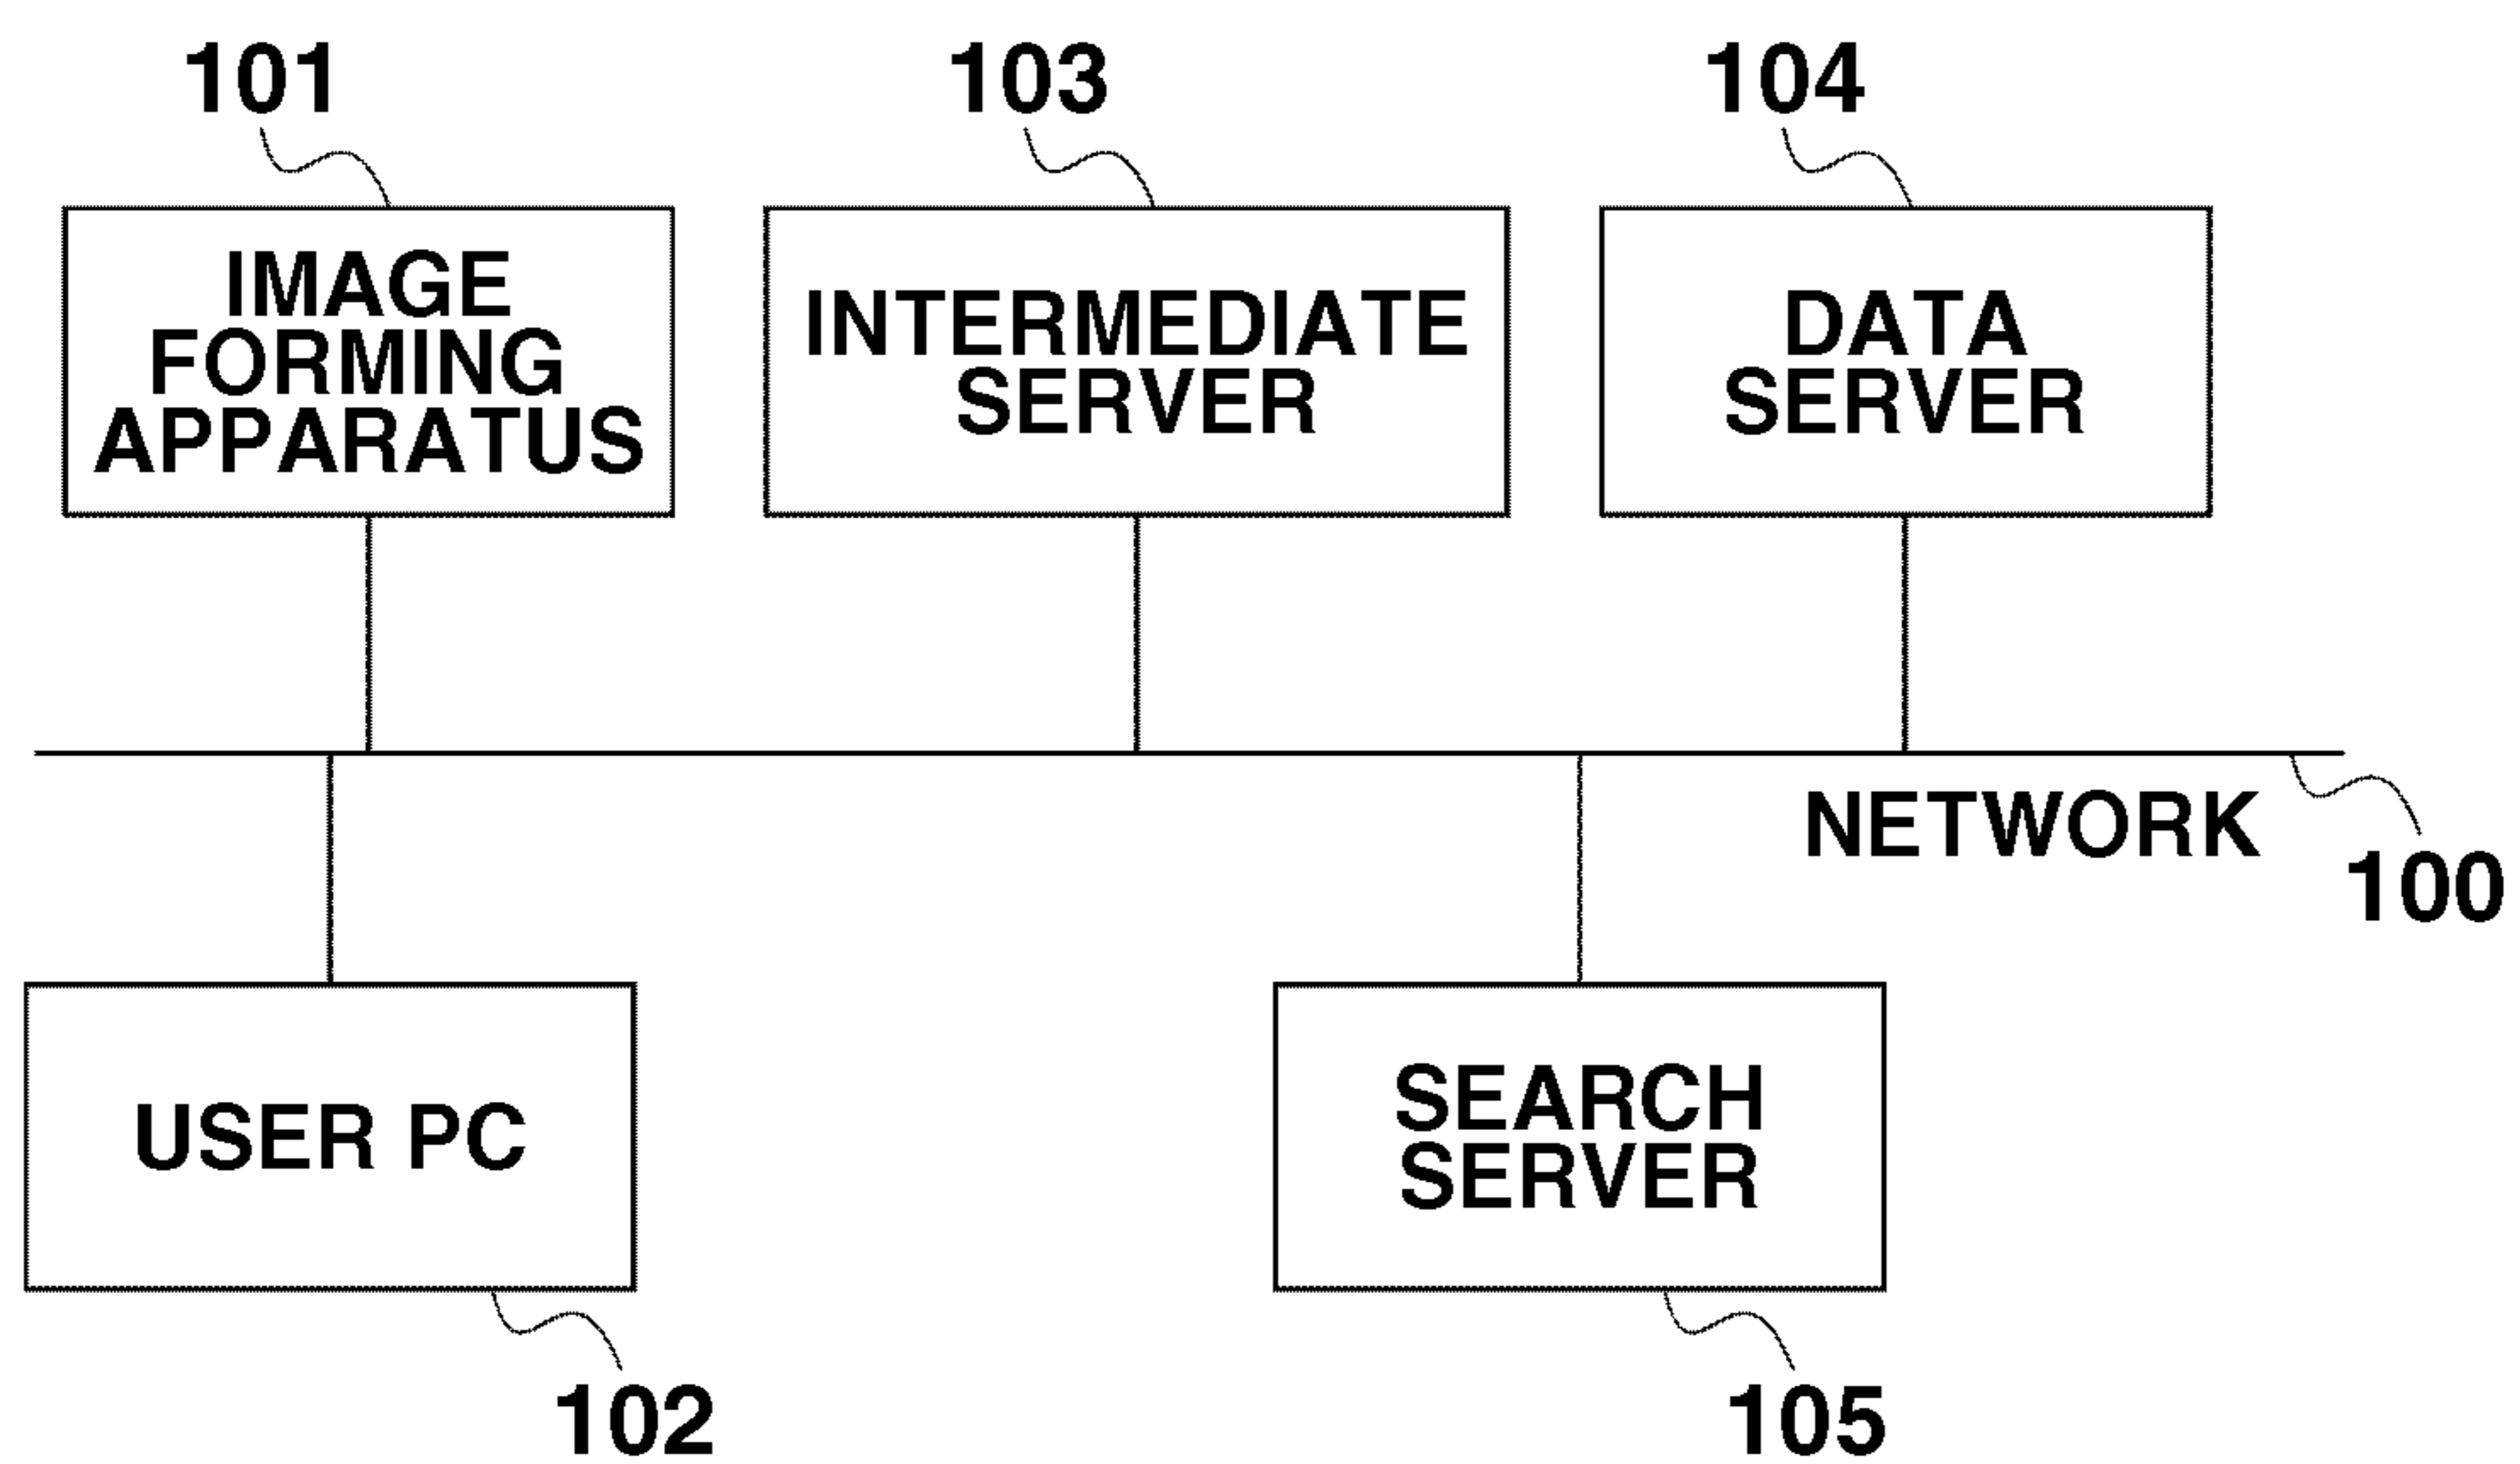 101
103
104
IMAGE
FORMING
APPARATUS
INTERMEDIATE
SERVER
DATA
SERVER
NETWORK
100
USER PC
SEARCH
SERVER
102
105